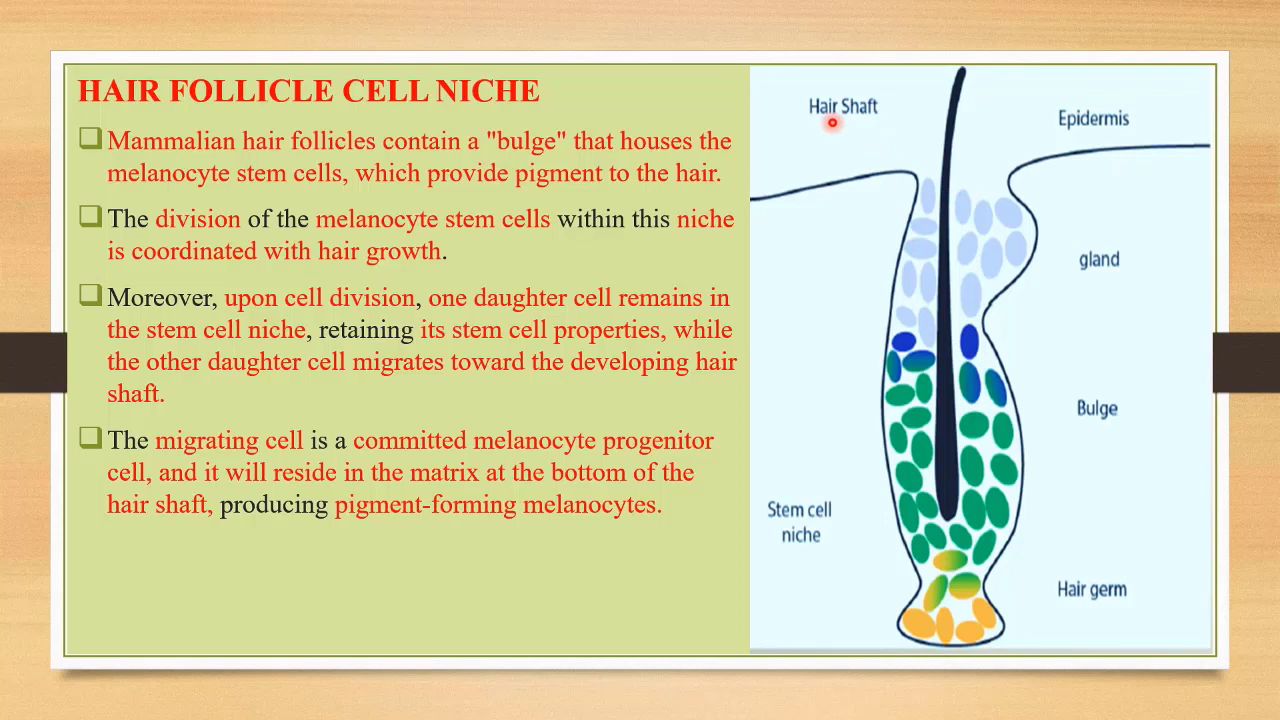 HAIR FOLLICLE CELL NICHE
Mammalian hair follicles contain a "bulge" that houses the
melanocyte stem cells, which provide pigment to the hair.
The division of the melanocyte stem cells within this niche
is coordinated with hair growth.
Moreover, upon cell division, one daughter cell remains in
the stem cell niche, retaining its stem cell properties, while
the other daughter cell migrates toward the developing hair
shaft.
The migrating cell is a committed melanocyte progenitor
cell, and it will reside in the matrix at the bottom of the
hair shaft, producing pigment-forming melanocytes.
Hair Shaft
Epidermis
gland
Bulge
Stem cell
niche
Hair germ